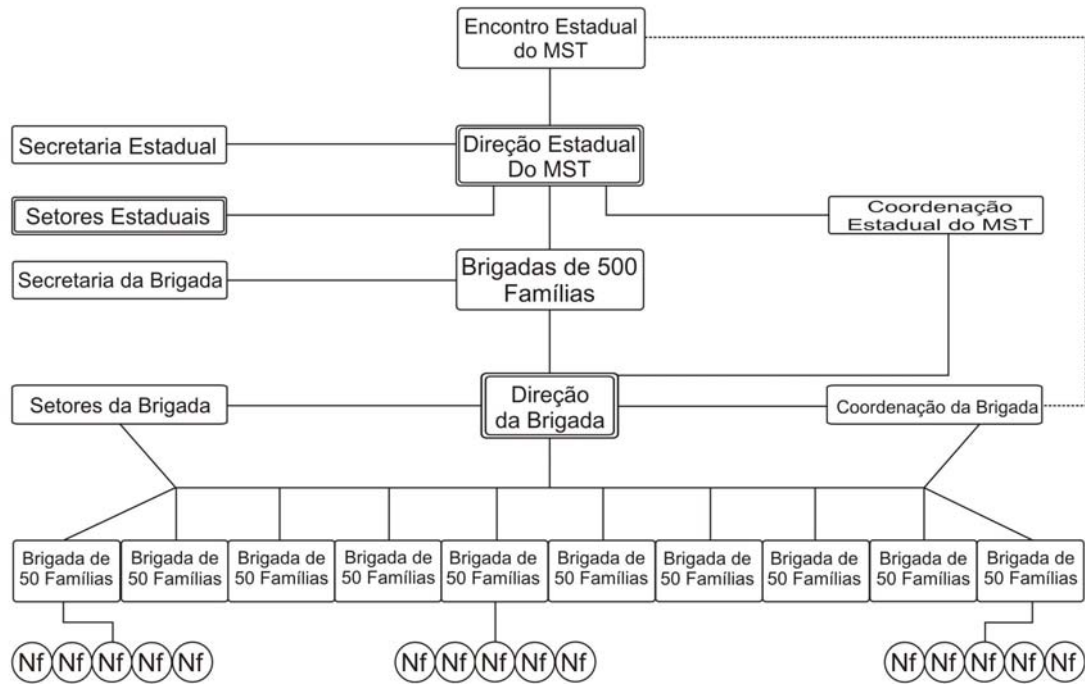 Encontro Estadual
do MST
Secretaria Estadual
Direção Estadual
Do MST
Setores Estaduais
Coordenação
Estadual do MST
Secretaria da Brigada
Brigadas de 500
Famílias
Setores da Brigada
Direção
da Brigada
Coordenação da Brigada
Brigada de
50 Famílias
Brigada de
50 Famílias
Brigada de
50 Famílias
Brigada de
50 Famílias
Brigada de
50 Famílias
Brigada de
50 Famílias
Brigada de
50 Famílias
Brigada de
50 Famílias
Brigada de
50 Famílias
Brigada de
50 Famílias
Nf Nf Nf Nf Nf
Nf Nf Nf Nf Nf
Nf Nf Nf Nf Nf